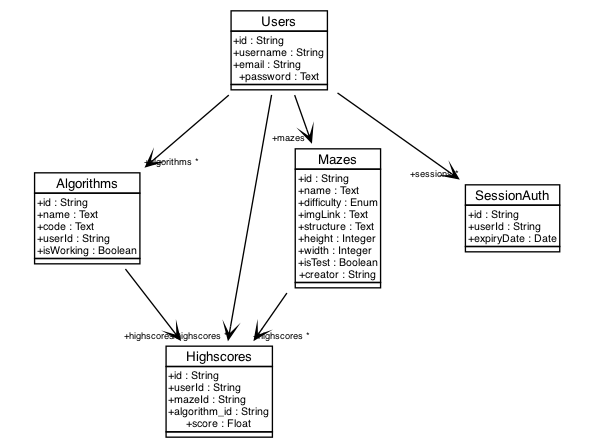 Users
+id : String
+username : String
+email : String
+password : Text
+mazes
+algorithms *
+sessions *
Algorithms
+id : String
+name : Text
+code : Text
+userId : String
+isWorking : Boolean
Mazes
+id : String
+name : Text
+difficulty : Enum
+imgLink : Text
+structure : Text
+height : Integer
+width : Integer
+isTest : Boolean
+creator : String
SessionAuth
+id : String
+userId : String
+expiryDate : Date
+highscores
highscores *
highscores *
Highscores
+id : String
+userId : String
+mazeId : String
+algorithm_id : String
+score : Float